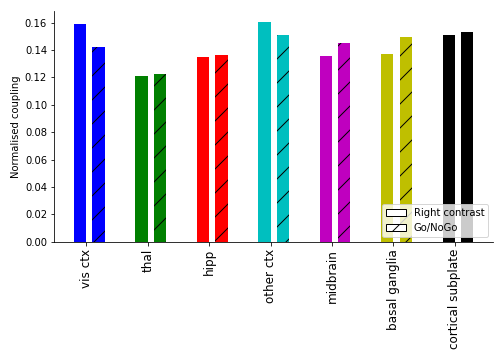 Normalised coupling
0.16
0.14
0.12
0.10
0.08
0.06
0.04
0.02
0.00
Right contrast
Go/NoGo
vis ctx
thal
hipp
other ctx
midbrain
basal ganglia
cortical subplate